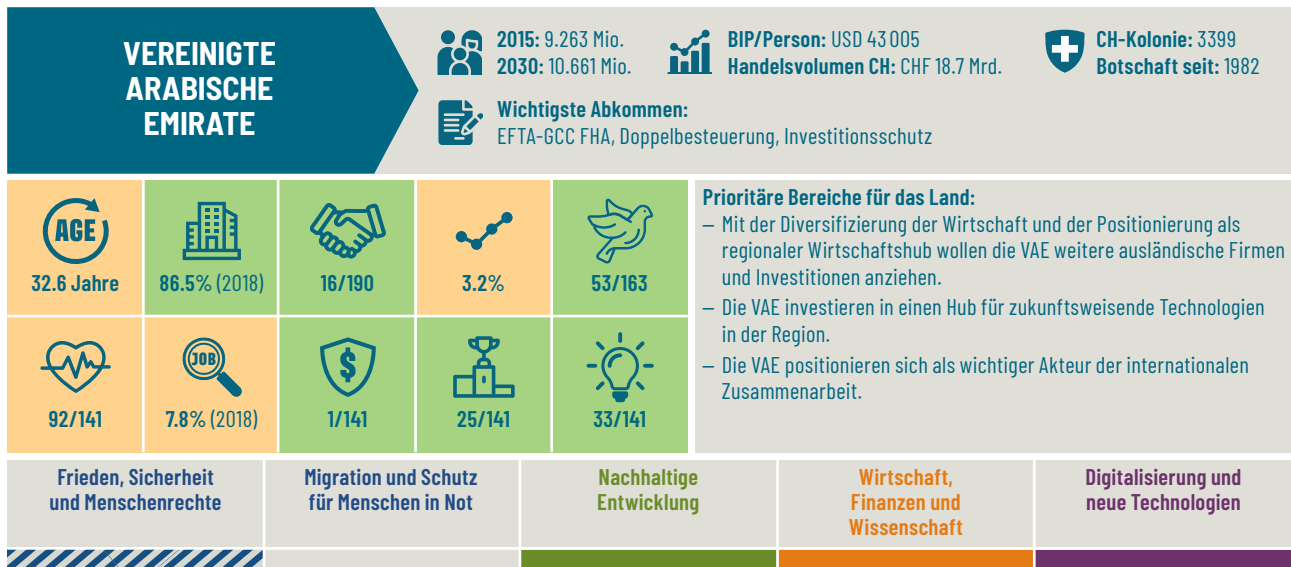 VEREINIGTE
ARABISCHE
EMIRATE
2015: 9.263 Mio.
2030: 10.661 Mio.
BIP/Person: USD 43 005
Handelsvolumen CH: CHF 18.7 Mrd.
CH-Kolonie: 3399
Botschaft seit: 1982
Wichtigste Abkommen:
EFTA-GCC FHA, Doppelbesteuerung, Investitionsschutz
AGE
32.6 Jahre
86.5% (2018)
16/190
3.2%
53/163
92/141
JOB
7.8% (2018)
$
1/141
25/141
33/141
Prioritäre Bereiche für das Land:
– Mit der Diversifizierung der Wirtschaft und der Positionierung als
regionaler Wirtschaftshub wollen die VAE weitere ausländische Firmen
und Investitionen anziehen.
– Die VAE investieren in einen Hub für zukunftsweisende Technologien
in der Region.
– Die VAE positionieren sich als wichtiger Akteur der internationalen
Zusammenarbeit.
Frieden, Sicherheit
und Menschenrechte
Migration und Schutz
für Menschen in Not
Nachhaltige
Entwicklung
Wirtschaft,
Finanzen und
Wissenschaft
Digitalisierung und
neue Technologien